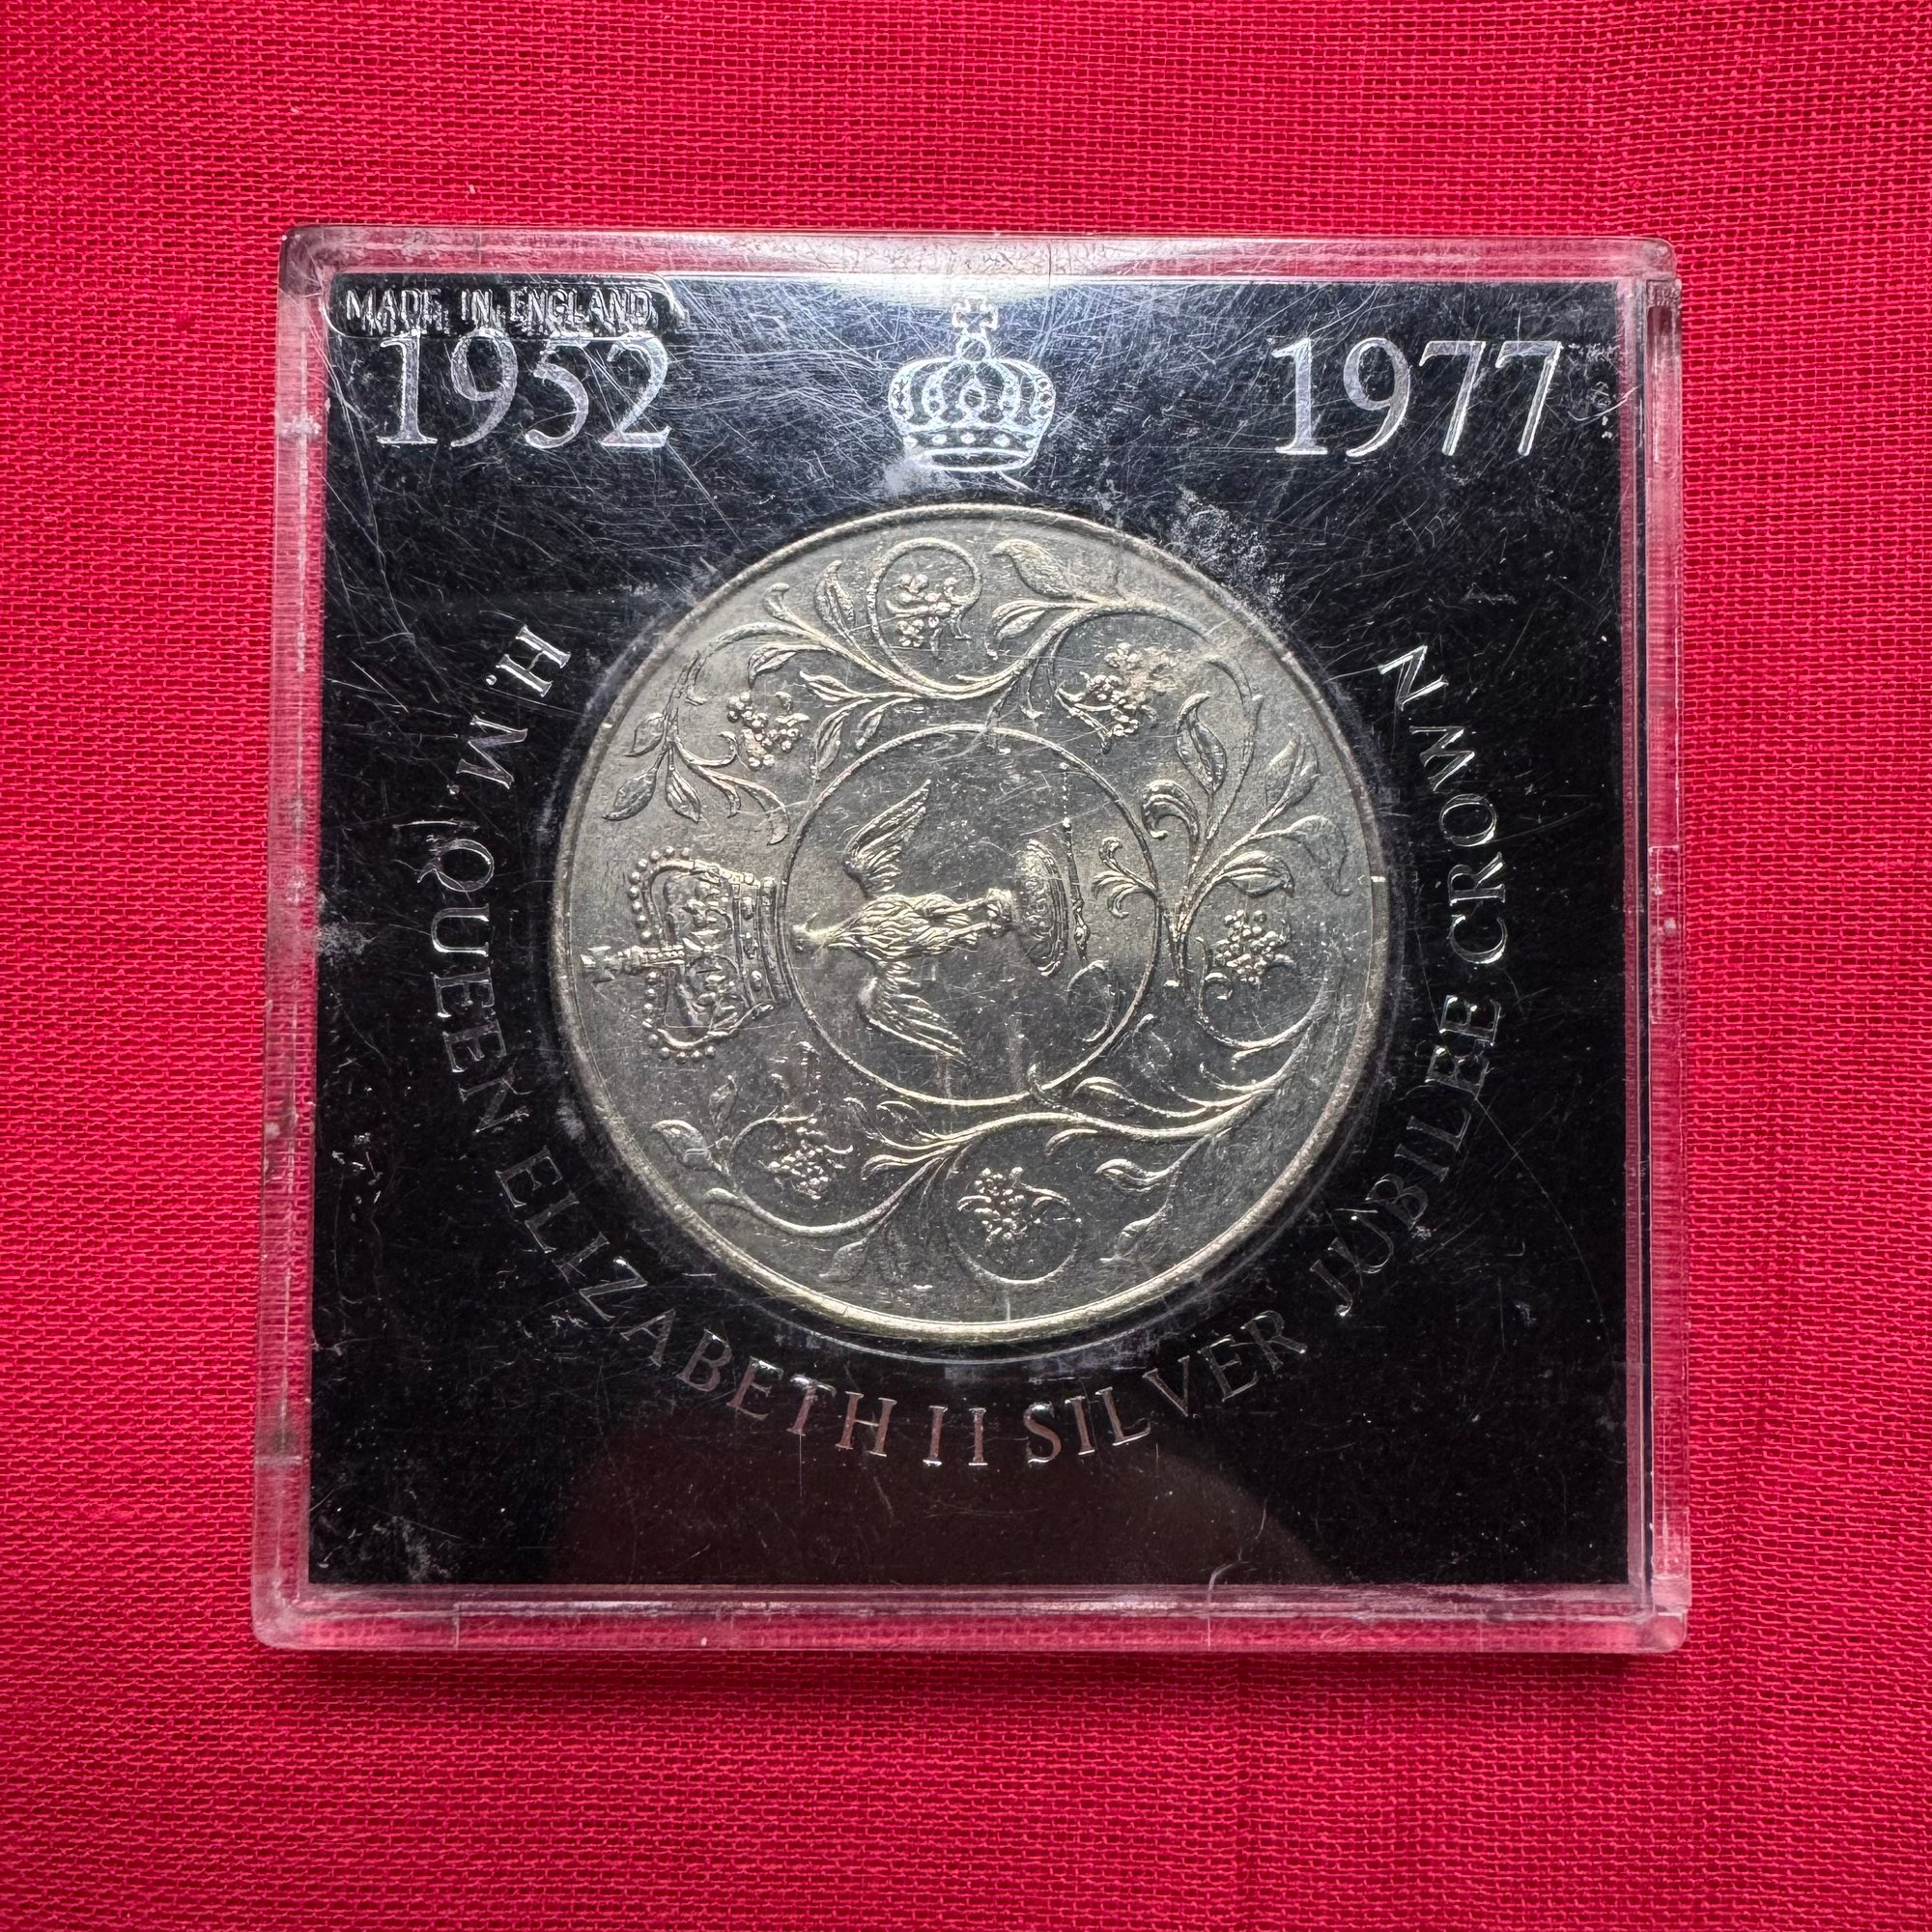 MADE IN ENGLAND
1952 1977
H. M. QUEEN ELIZABETH II SILVER JUBILEE CROWN